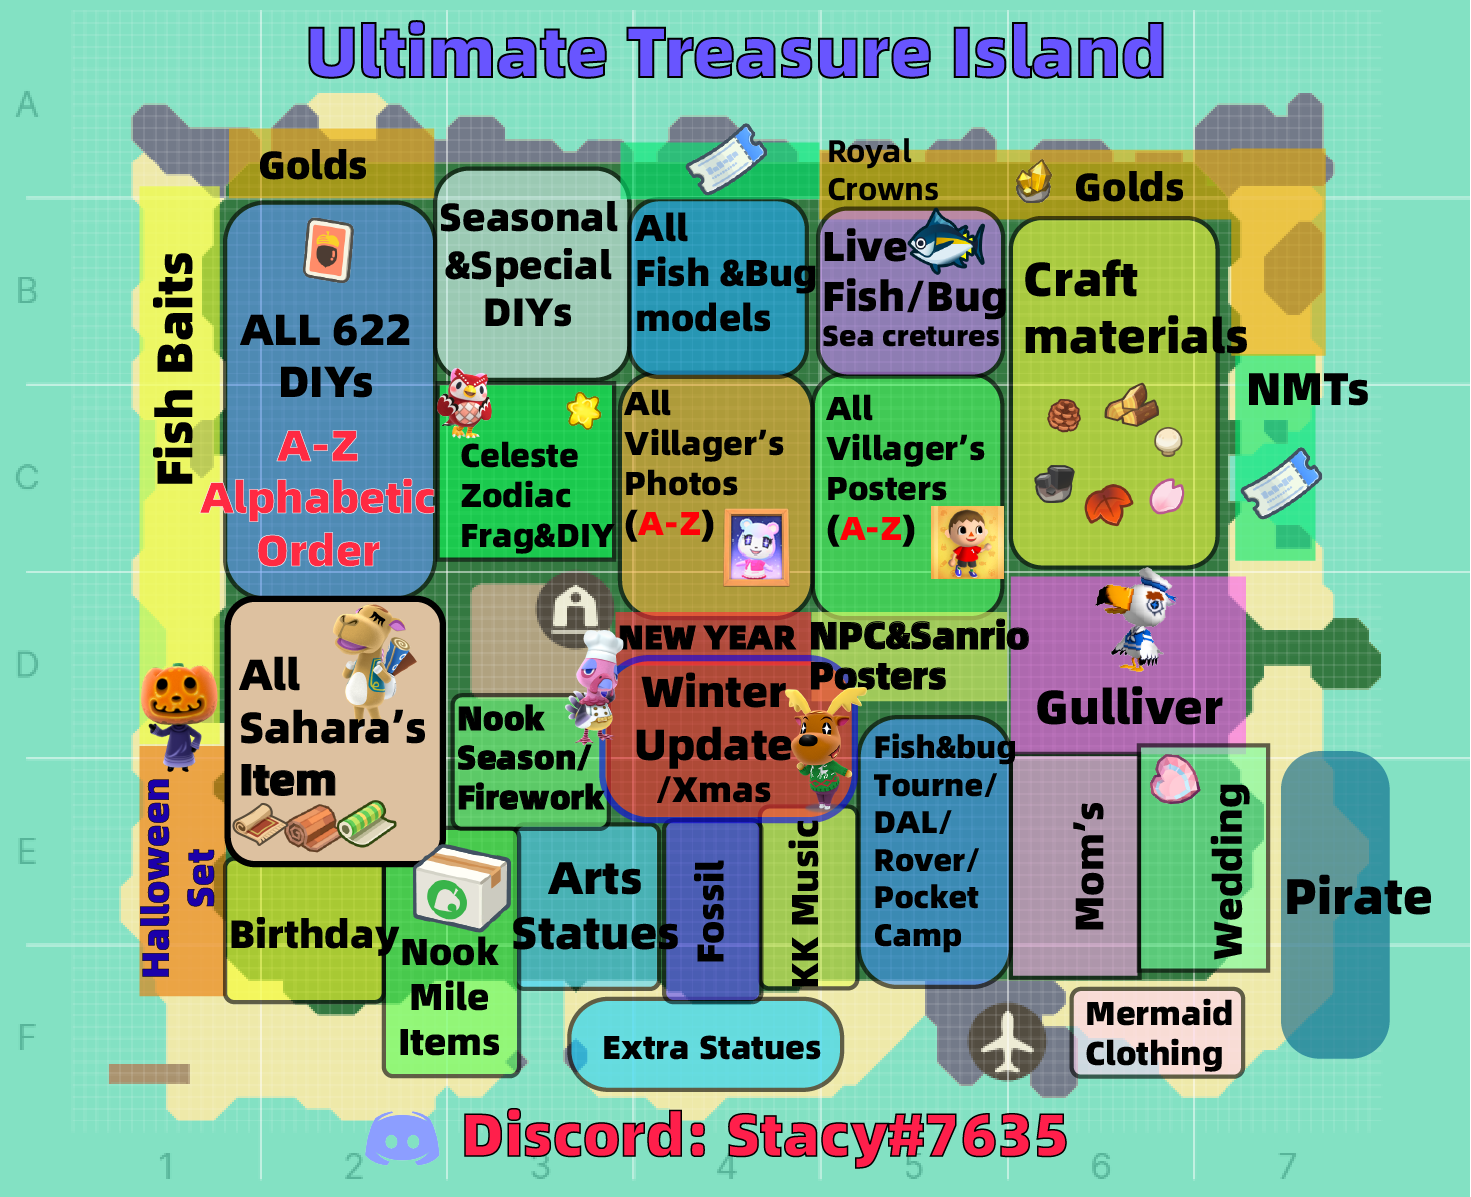 Ultimate Treasure Island
A
Golds
Royal
Crowns
Golds
B
Fish Baits
ALL 622
DIYs
A-Z
Alphabetic
Order
Seasonal
&Special
DIYs
All
Fish &Bug
models
Live
Fish/Bug
Sea cretures
Craft
materials
NMTs
C
Celeste
Zodiac
Frag&DIY
All
Villager's
Photos
(A-Z)
All
Villager's
Posters
(A-Z)
D
All
Sahara's
Item
NEW YEAR
NPC&Sanrio
Posters
Gulliver
Nook
Season/
Firework
Winter
Update
/Xmas
Fish&bug
Tourne/
DAL/
Rover/
Pocket
Camp
E
Halloween
Set
Birthday
Nook
Mile
Items
Arts
Statues
Fossil
KK Music
Mom's
Wedding
Pirate
F
Extra Statues
Mermaid
Clothing
Discord: Stacy#7635
1 2 3 4 5 6 7